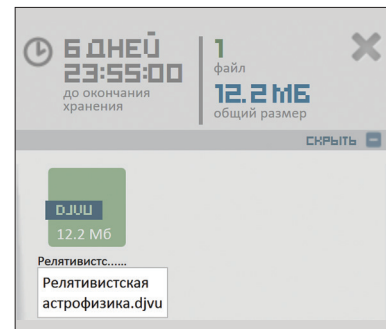 6 ДНЕЙ
23:55:00
до окончания
хранения
1
файл
12.2 МБ
общий размер
СКРЫТЬ
DJVU
12.2 Мб
Релятивистс......
Релятивистская
астрофизика.djvu